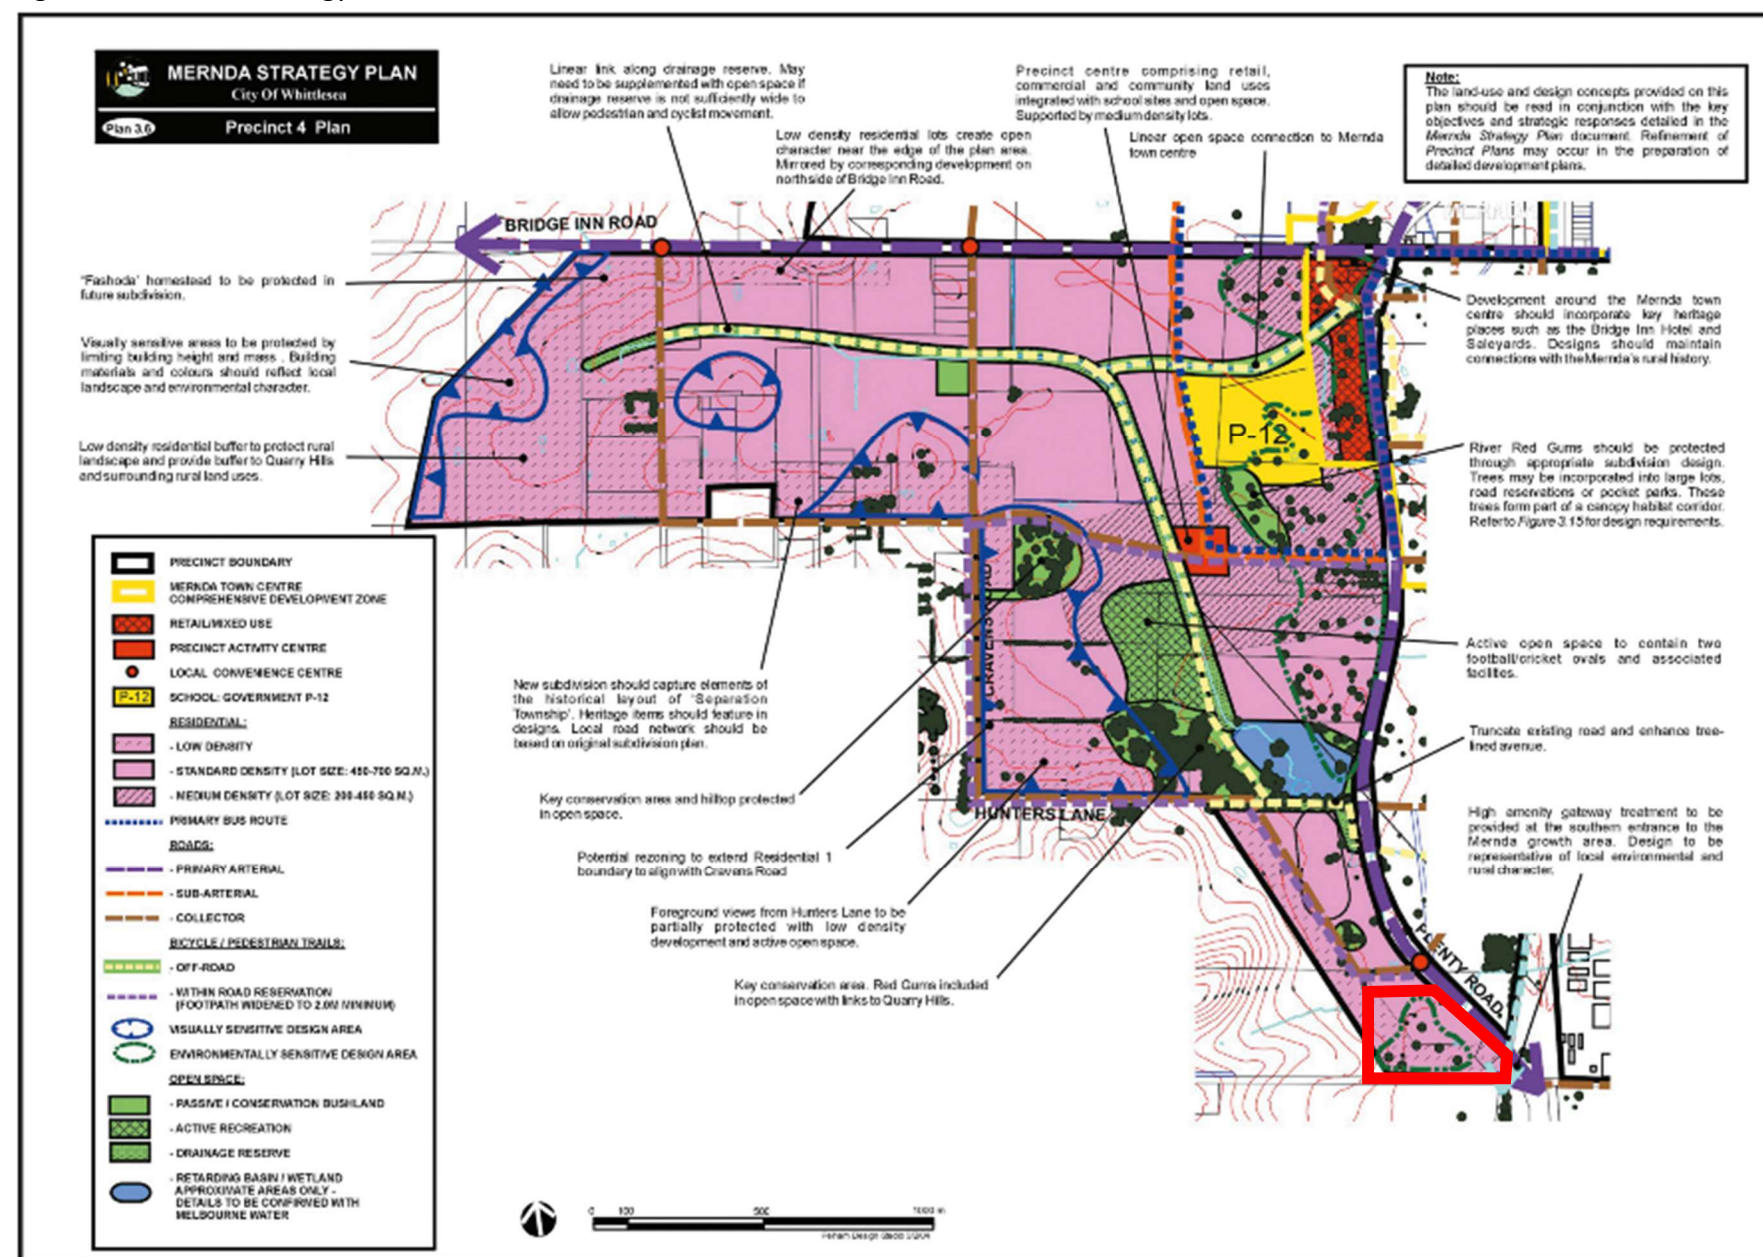 MERNDA STRATEGY PLAN
City Of Whittlesea
Plan 3.6
Precinct 4 Plan
Linear link along drainage reserve. May
need to be supplemented with open space if
drainage reserve is not sufficiently wide to
allow pedestrian and cyclist movement.
Low density residential lots create open
character near the edge of the plan area.
Mirrored by corresponding development on
north side of Bridge Inn Road.
Precinct centre comprising retail,
commercial and community land uses
integrated with school sites and open space.
Supported by medium density lots.
Linear open space connection to Mernda
town centre
Note:
The land-use and design concepts provided on this
plan should be read in conjunction with the key
objectives and strategic responses detailed in the
Mernda Strategy Plan document. Refinement of
Precinct Plans may occur in the preparation of
detailed development plans.
BRIDGE INN ROAD
MERNDA
'Fashoda' homestead to be protected in
future subdivision.
Visually sensitive areas to be protected by
limiting building height and mass . Building
materials and colours should reflect local
landscape and environmental character.
Low density residential buffer to protect rural
landscape and provide buffer to Quarry Hills
and surrounding rural land uses.
Development around the Mernda town
centre should incorporate key heritage
places such as the Bridge Inn Hotel and
Saleyards. Designs should maintain
connections with the Mernda's rural history.
P-12
River Red Gums should be protected
through appropriate subdivision design.
Trees may be incorporated into large lots,
road reservations or pocket parks. These
trees form part of a canopy habitat corridor.
Refer to Figure 3.15 for design requirements.
Active open space to contain two
football/cricket ovals and associated
facilities.
Truncate existing road and enhance tree-
lined avenue.
High amenity gateway treatment to be
provided at the southern entrance to the
Mernda growth area. Design to be
representative of local environmental and
rural character.
CRAVENS ROAD
HUNTERS LANE
PLENTY ROAD
New subdivision should capture elements of
the historical layout of 'Separation
Township'. Heritage items should feature in
designs. Local road network should be
based on original subdivision plan.
Key conservation area and hilltop protected
in open space.
Potential rezoning to extend Residential 1
boundary to align with Cravens Road
Foreground views from Hunters Lane to be
partially protected with low density
development and active open space.
Key conservation area. Red Gums included
in open space with links to Quarry Hills.
PRECINCT BOUNDARY
MERNDA TOWN CENTRE
COMPREHENSIVE DEVELOPMENT ZONE
RETAIL/MIXED USE
PRECINCT ACTIVITY CENTRE
LOCAL CONVENIENCE CENTRE
P-12 SCHOOL: GOVERNMENT P-12
RESIDENTIAL:
- LOW DENSITY
- STANDARD DENSITY (LOT SIZE: 450-700 SQ.M.)
- MEDIUM DENSITY (LOT SIZE: 200-450 SQ.M.)
PRIMARY BUS ROUTE
ROADS:
- PRIMARY ARTERIAL
- SUB-ARTERIAL
- COLLECTOR
BICYCLE / PEDESTRIAN TRAILS:
- OFF-ROAD
- WITHIN ROAD RESERVATION
(FOOTPATH WIDENED TO 2.0M MINIMUM)
VISUALLY SENSITIVE DESIGN AREA
ENVIRONMENTALLY SENSITIVE DESIGN AREA
OPEN SPACE:
- PASSIVE / CONSERVATION BUSHLAND
- ACTIVE RECREATION
- DRAINAGE RESERVE
- RETARDING BASIN / WETLAND
APPROXIMATE AREAS ONLY -
DETAILS TO BE CONFIRMED WITH
MELBOURNE WATER
0 100 500 1000 m